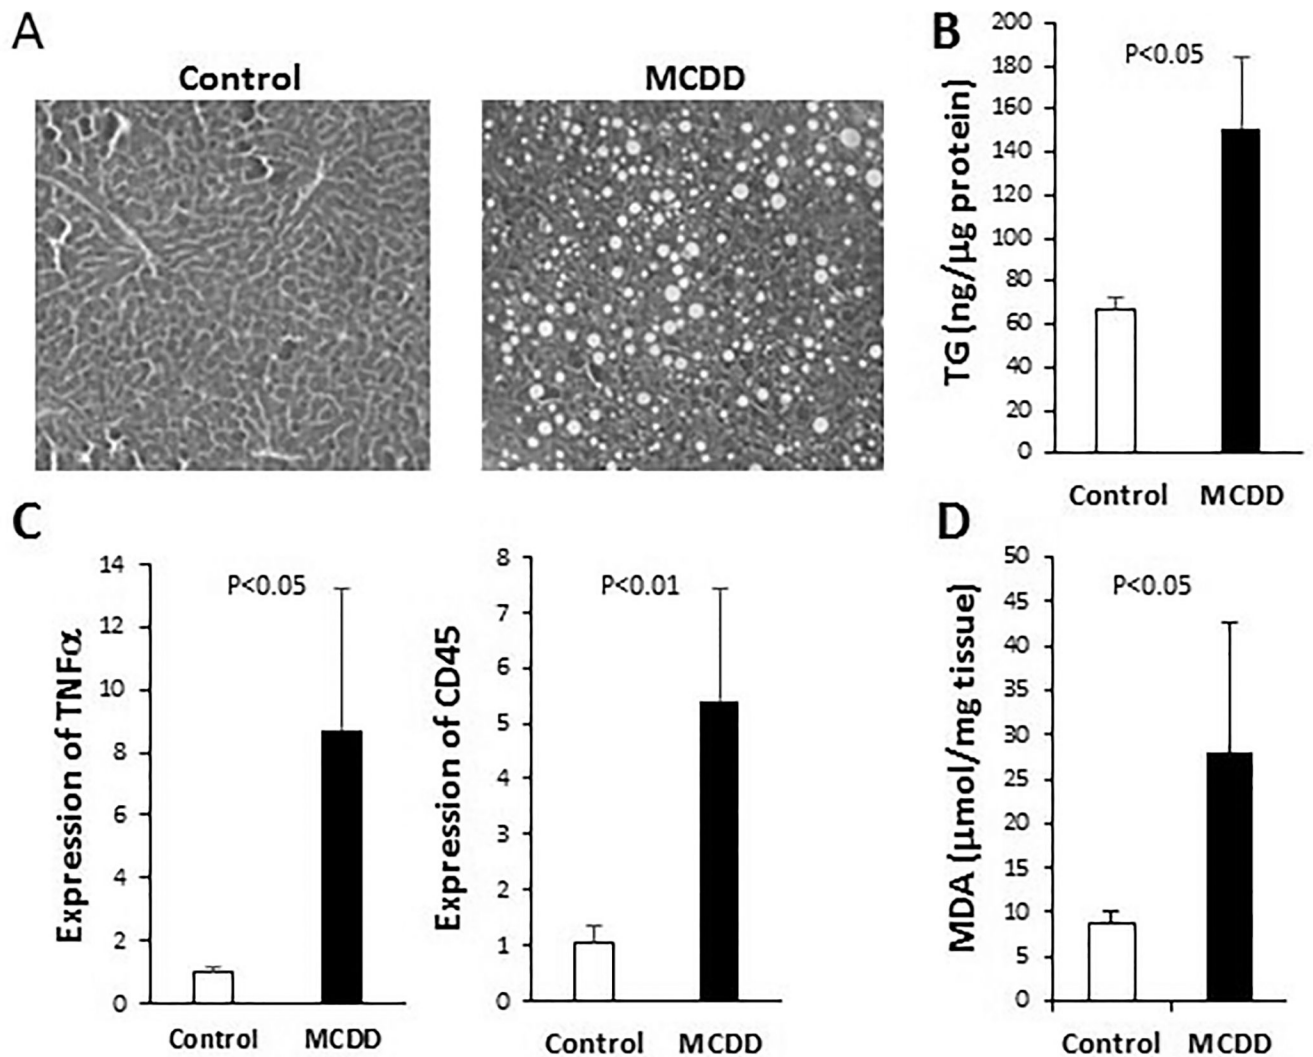 A
Control
MCDD
B
P<0.05
TG (ng/µg protein)
200
180
160
140
120
100
80
60
40
20
0
Control MCDD
C
P<0.05
Expression of TNFα
14
12
10
8
6
4
2
0
Control MCDD
P<0.01
Expression of CD45
8
7
6
5
4
3
2
1
0
Control MCDD
D
P<0.05
MDA (µmol/mg tissue)
50
45
40
35
30
25
20
15
10
5
0
Control MCDD